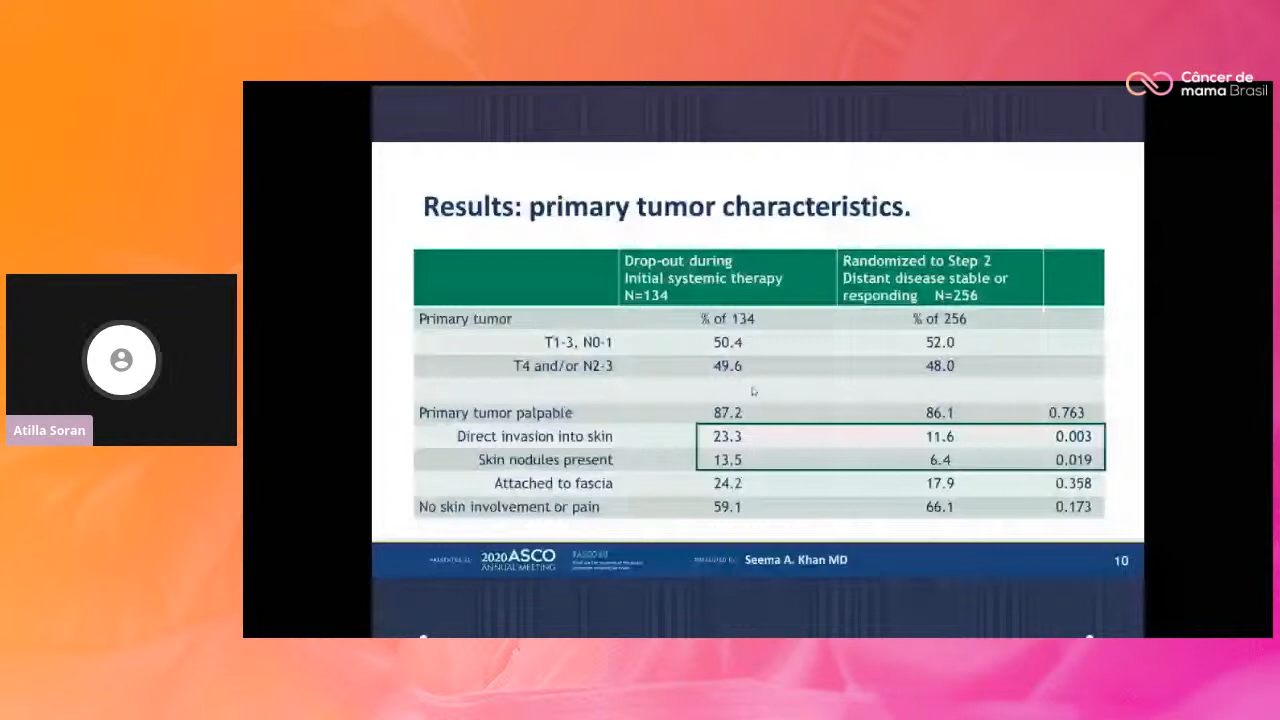 Câncer de
mama Brasil
Results: primary tumor characteristics.
Drop-out during
Initial systemic therapy
N=134
Randomized to Step 2
Distant disease stable or
responding N=256
Primary tumor % of 134 % of 256
T1-3, N0-1 50.4 52.0
T4 and/or N2-3 49.6 48.0
Primary tumor palpable 87.2 86.1 0.763
Direct invasion into skin 23.3 11.6 0.003
Skin nodules present 13.5 6.4 0.019
Attached to fascia 24.2 17.9 0.358
No skin involvement or pain 59.1 66.1 0.173
Atilla Soran
PRESENTED AT: 2020 ASCO
ANNUAL MEETING
#ASCO20
PRESENTED BY: Seema A. Khan MD
10